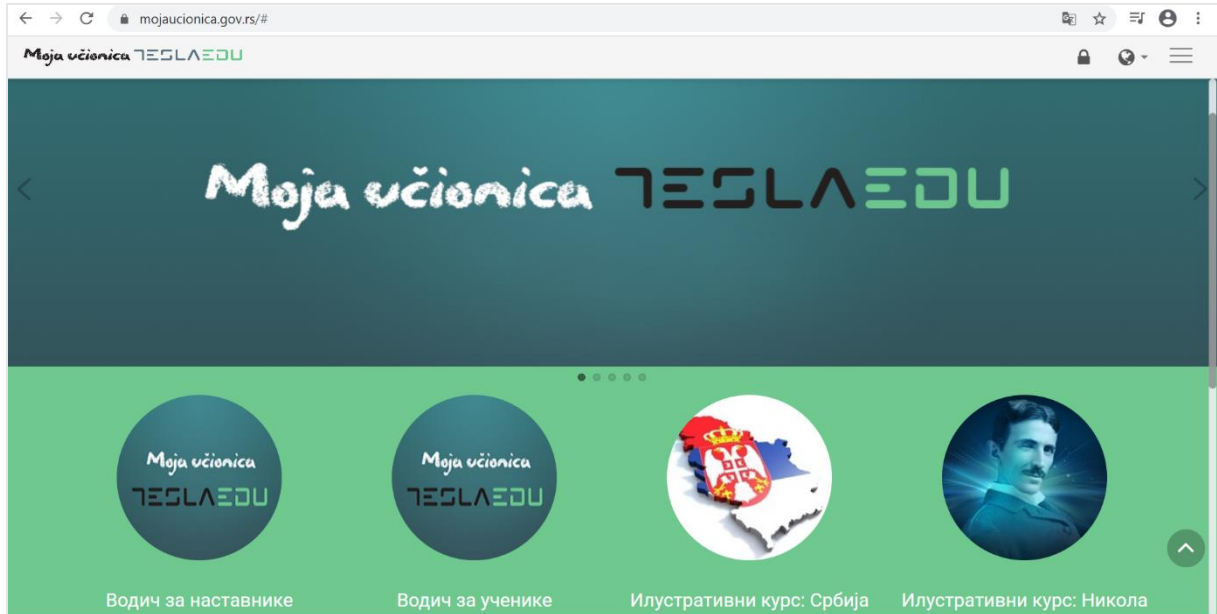 mojaucionica.gov.rs/#
Moja učionica TESLAEDU
Moja učionica TESLAEDU
Moja učionica
TESLAEDU
Moja učionica
TESLAEDU
Водич за наставнике
Водич за ученике
Илустративни курс: Србија
Илустративни курс: Никола